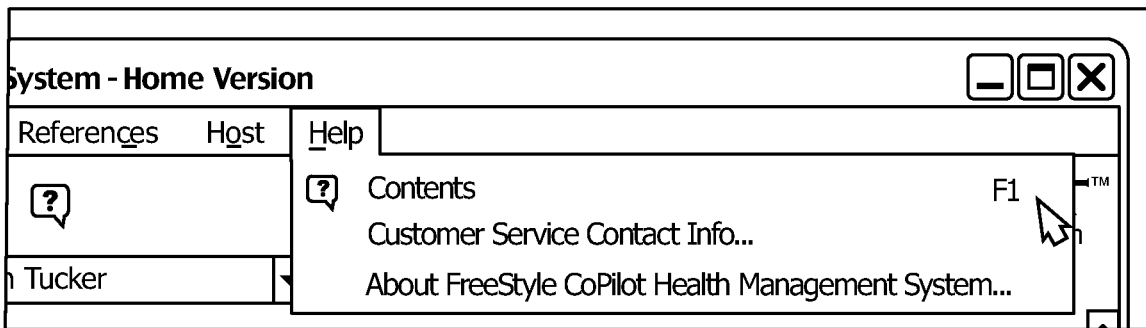 System - Home Version
References Host Help
Contents F1
™
Customer Service Contact Info...
Tucker
About FreeStyle CoPilot Health Management System...